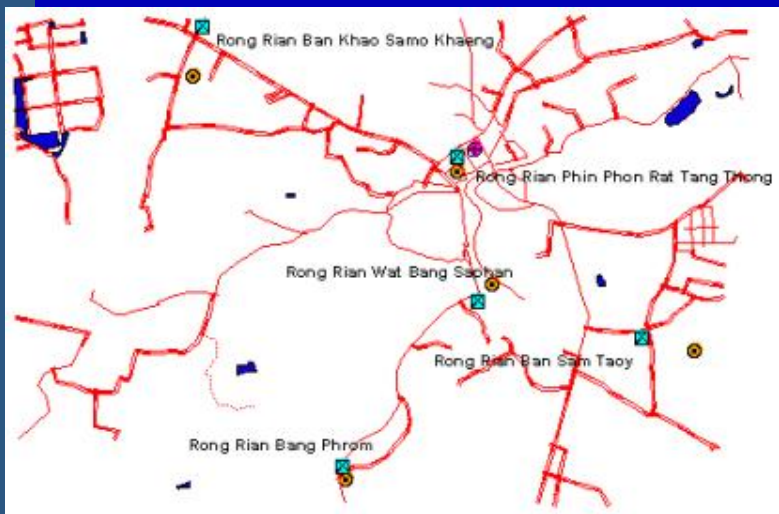 Rong Rian Ban Khao Samo Khaeng
Rong Rian Phin Phon Rat Tang Thong
Rong Rian Wat Bang Saphan
Rong Rian Ban Sam Taoy
Rong Rian Bang Phrom